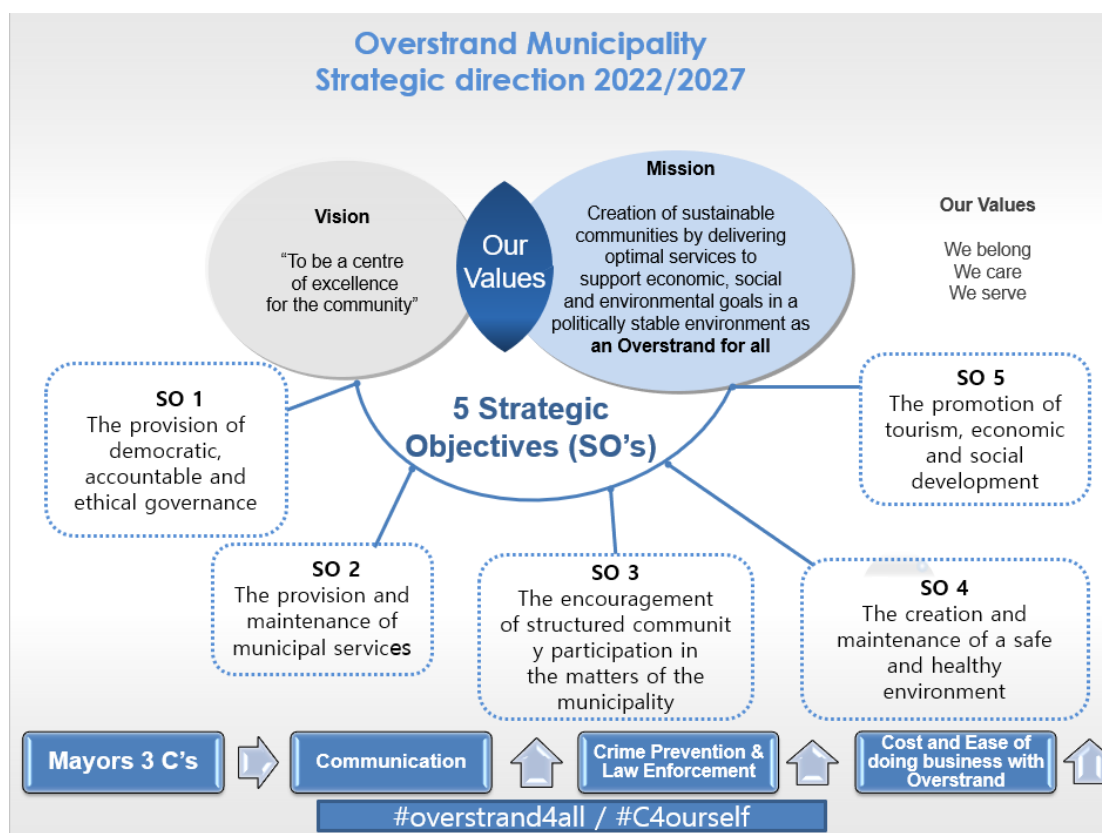 Overstrand Municipality
Strategic direction 2022/2027
Vision
“To be a centre
of excellence
for the community”
Our
Values
Mission
Creation of sustainable
communities by delivering
optimal services to
support economic, social
and environmental goals in a
politically stable environment as
an Overstrand for all
Our Values
We belong
We care
We serve
5 Strategic
Objectives (SO’s)
SO 1
The provision of
democratic,
accountable and
ethical governance
SO 2
The provision and
maintenance of
municipal services
SO 3
The encouragement
of structured communit
y participation in
the matters of the
municipality
SO 4
The creation and
maintenance of a safe
and healthy
environment
SO 5
The promotion of
tourism, economic
and social
development
Mayors 3 C’s
Communication
Crime Prevention &
Law Enforcement
Cost and Ease of
doing business with
Overstrand
#overstrand4all / #C4ourself